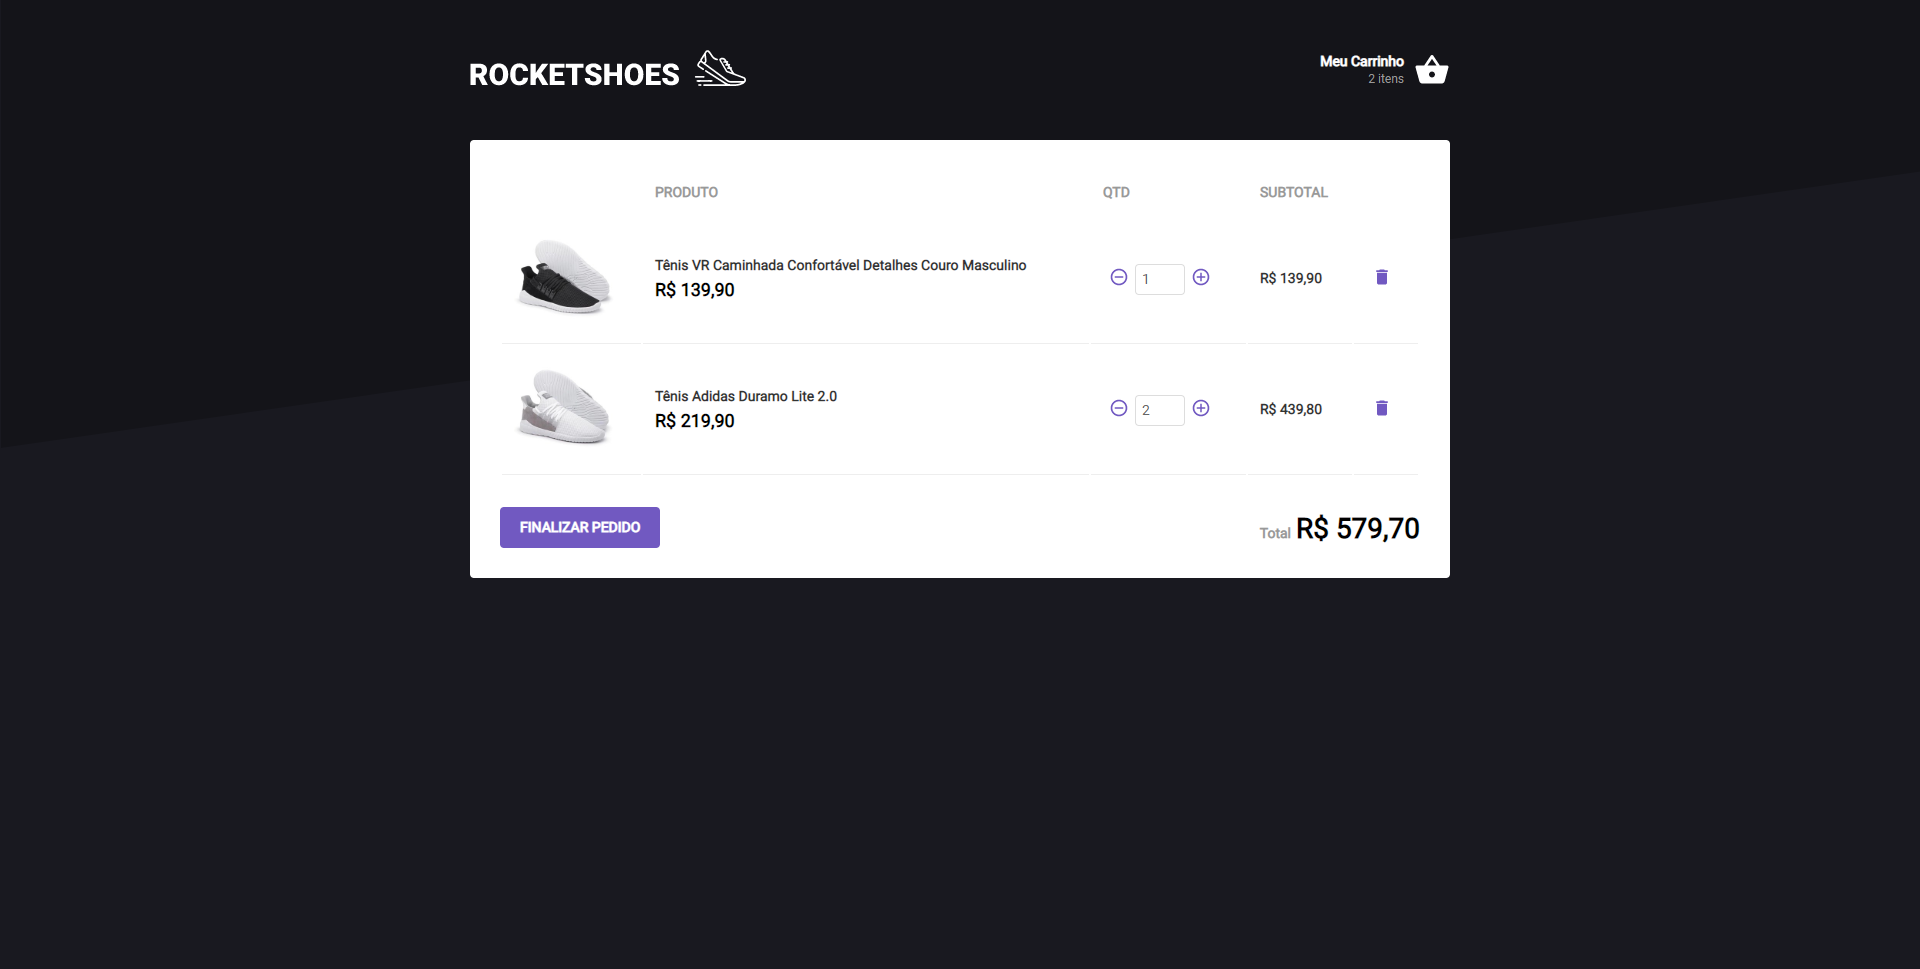 ROCKETSHOES
Meu Carrinho
2 itens
PRODUTO QTD SUBTOTAL
Tênis VR Caminhada Confortável Detalhes Couro Masculino
R$ 139,90
1
R$ 139,90
Tênis Adidas Duramo Lite 2.0
R$ 219,90
2
R$ 439,80
FINALIZAR PEDIDO
Total R$ 579,70